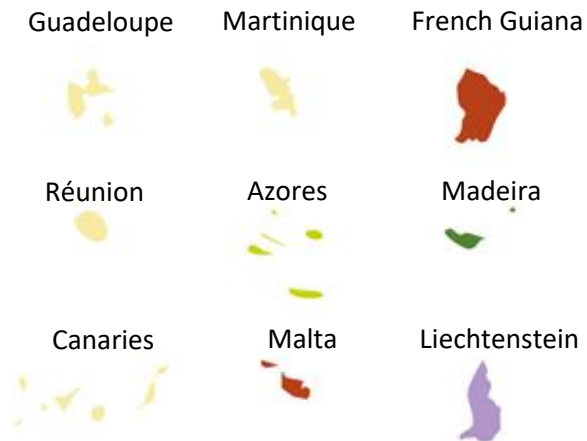 Guadeloupe Martinique French Guiana
Réunion Azores Madeira
Canaries Malta Liechtenstein